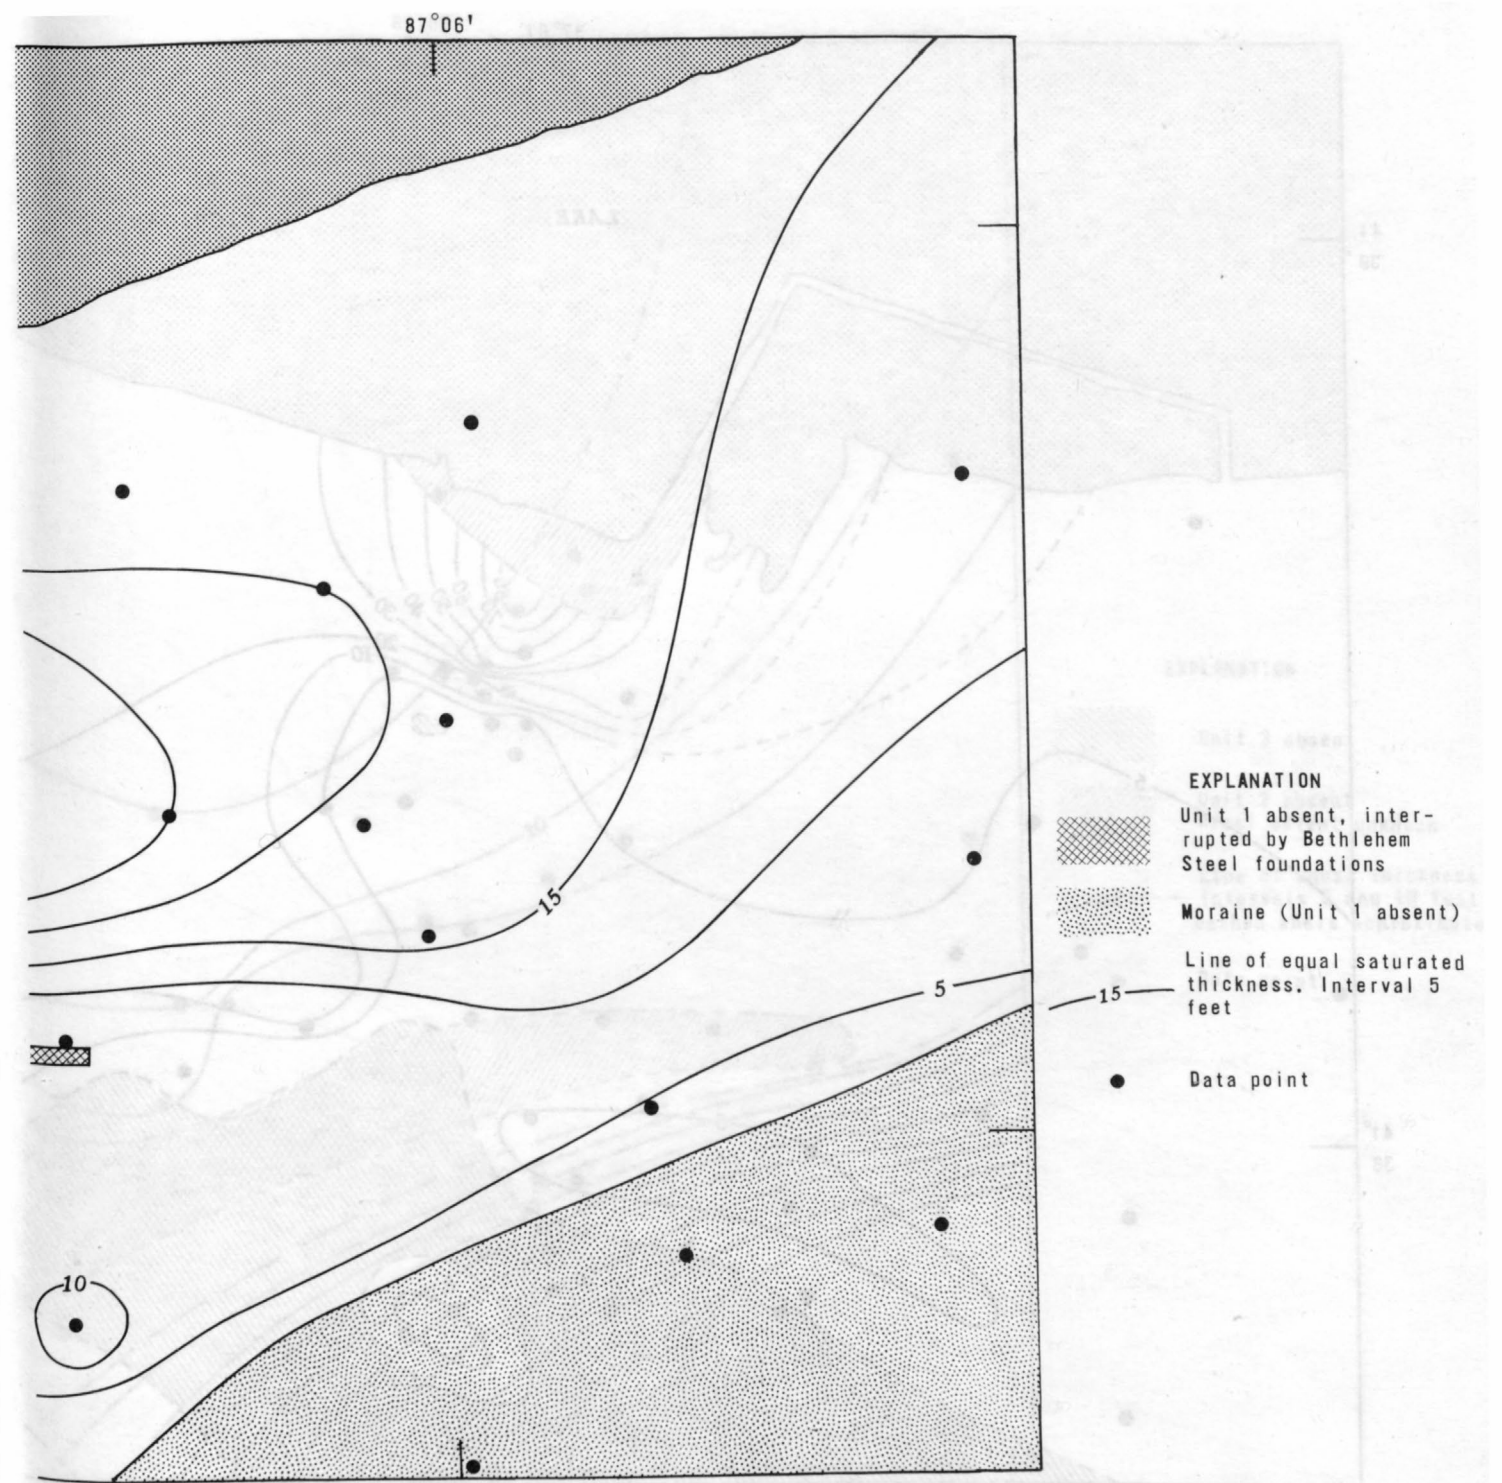 87°06'
15
5
10
EXPLANATION
Unit 1 absent, inter-
rupted by Bethlehem
Steel foundations
Moraine (Unit 1 absent)
Line of equal saturated
15
thickness. Interval 5
feet
Data point